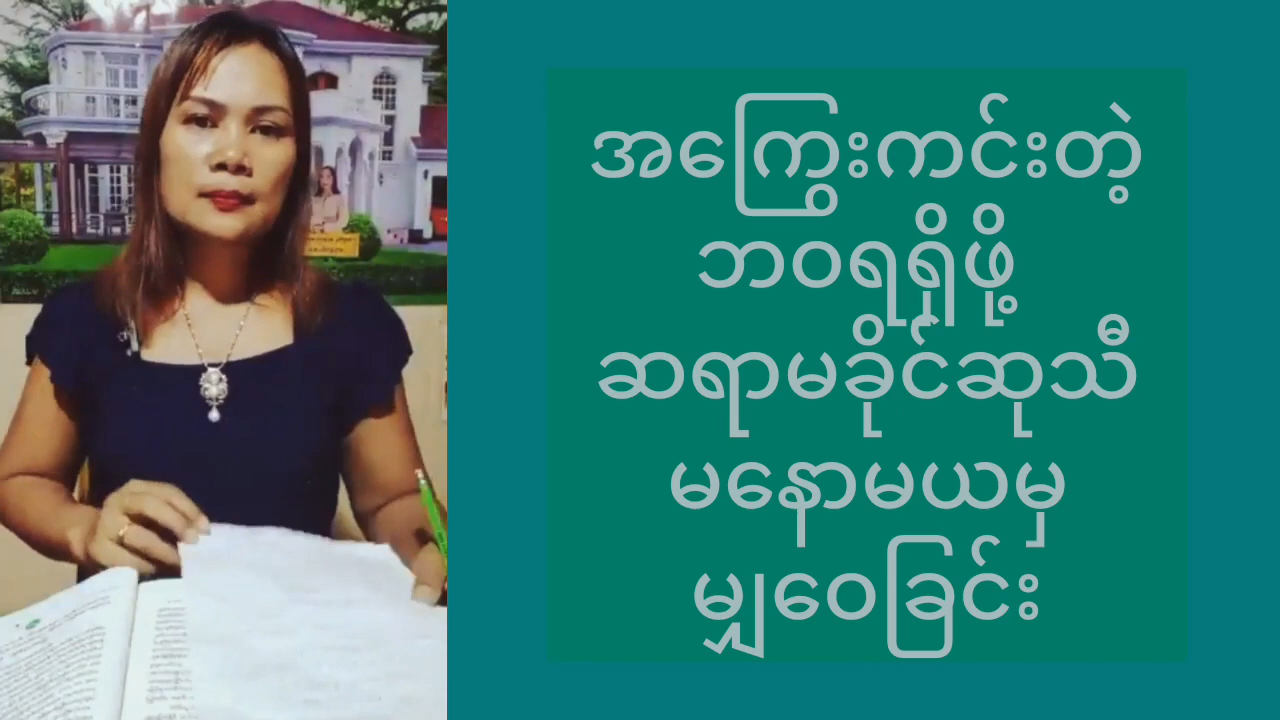 အကြွေးကင်းတဲ့
ဘဝရရှိဖို့
ဆရာမခိုင်ဆုသီ
မနောမယမှ
မျှဝေခြင်း